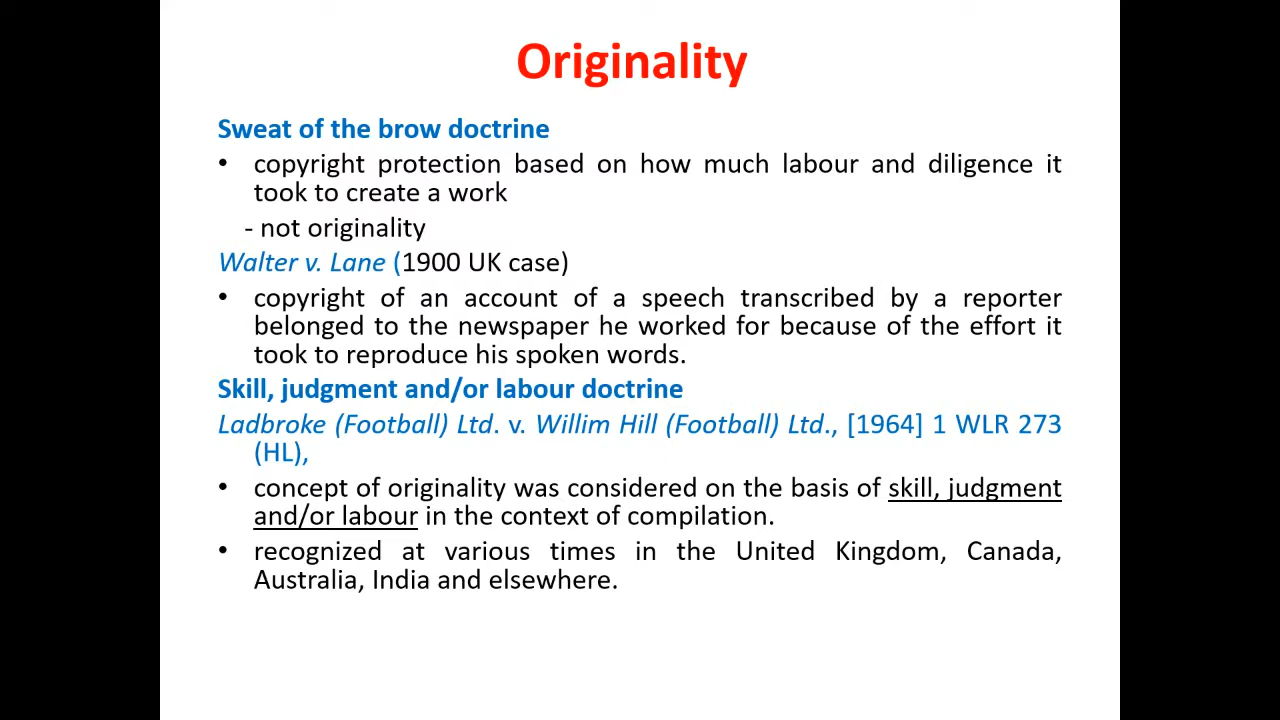 Originality
Sweat of the brow doctrine
• copyright protection based on how much labour and diligence it
took to create a work
- not originality
Walter v. Lane (1900 UK case)
• copyright of an account of a speech transcribed by a reporter
belonged to the newspaper he worked for because of the effort it
took to reproduce his spoken words.
Skill, judgment and/or labour doctrine
Ladbroke (Football) Ltd. v. Willim Hill (Football) Ltd., [1964] 1 WLR 273
(HL),
• concept of originality was considered on the basis of skill, judgment
and/or labour in the context of compilation.
• recognized at various times in the United Kingdom, Canada,
Australia, India and elsewhere.